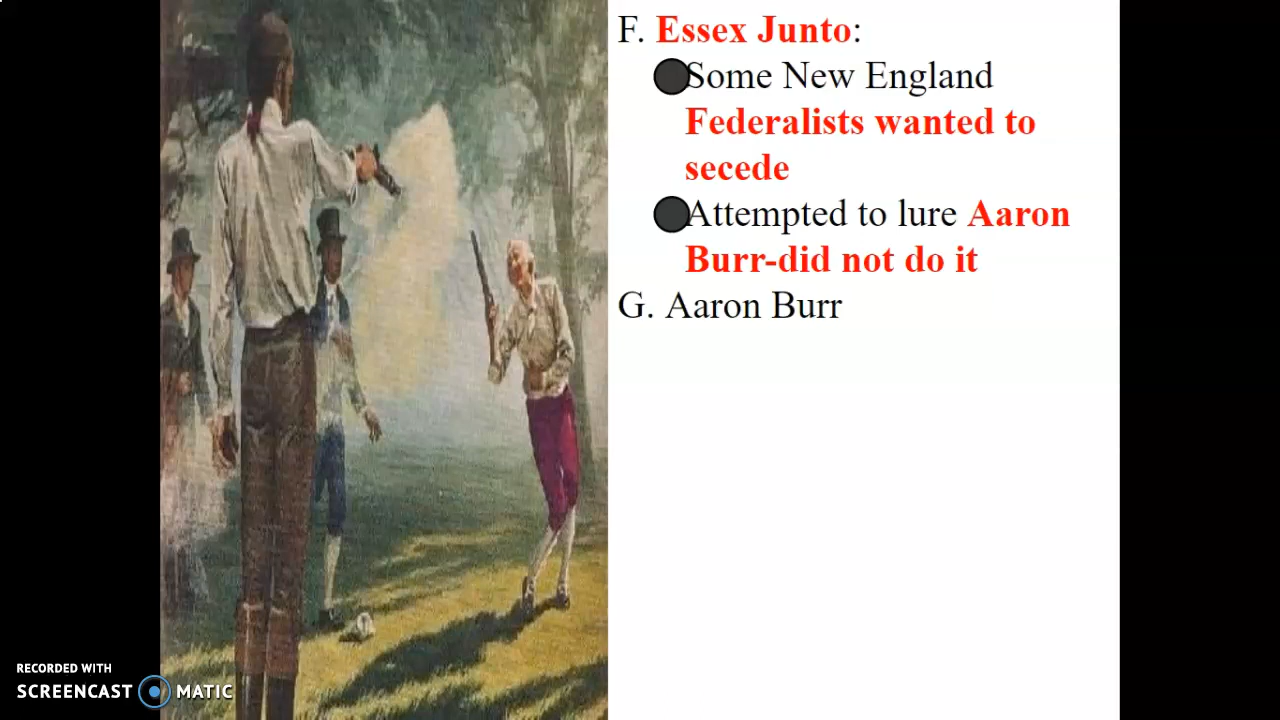 F. Essex Junto:
Some New England
Federalists wanted to
secede
Attempted to lure Aaron
Burr-did not do it
G. Aaron Burr
RECORDED WITH
SCREENCAST MATIC